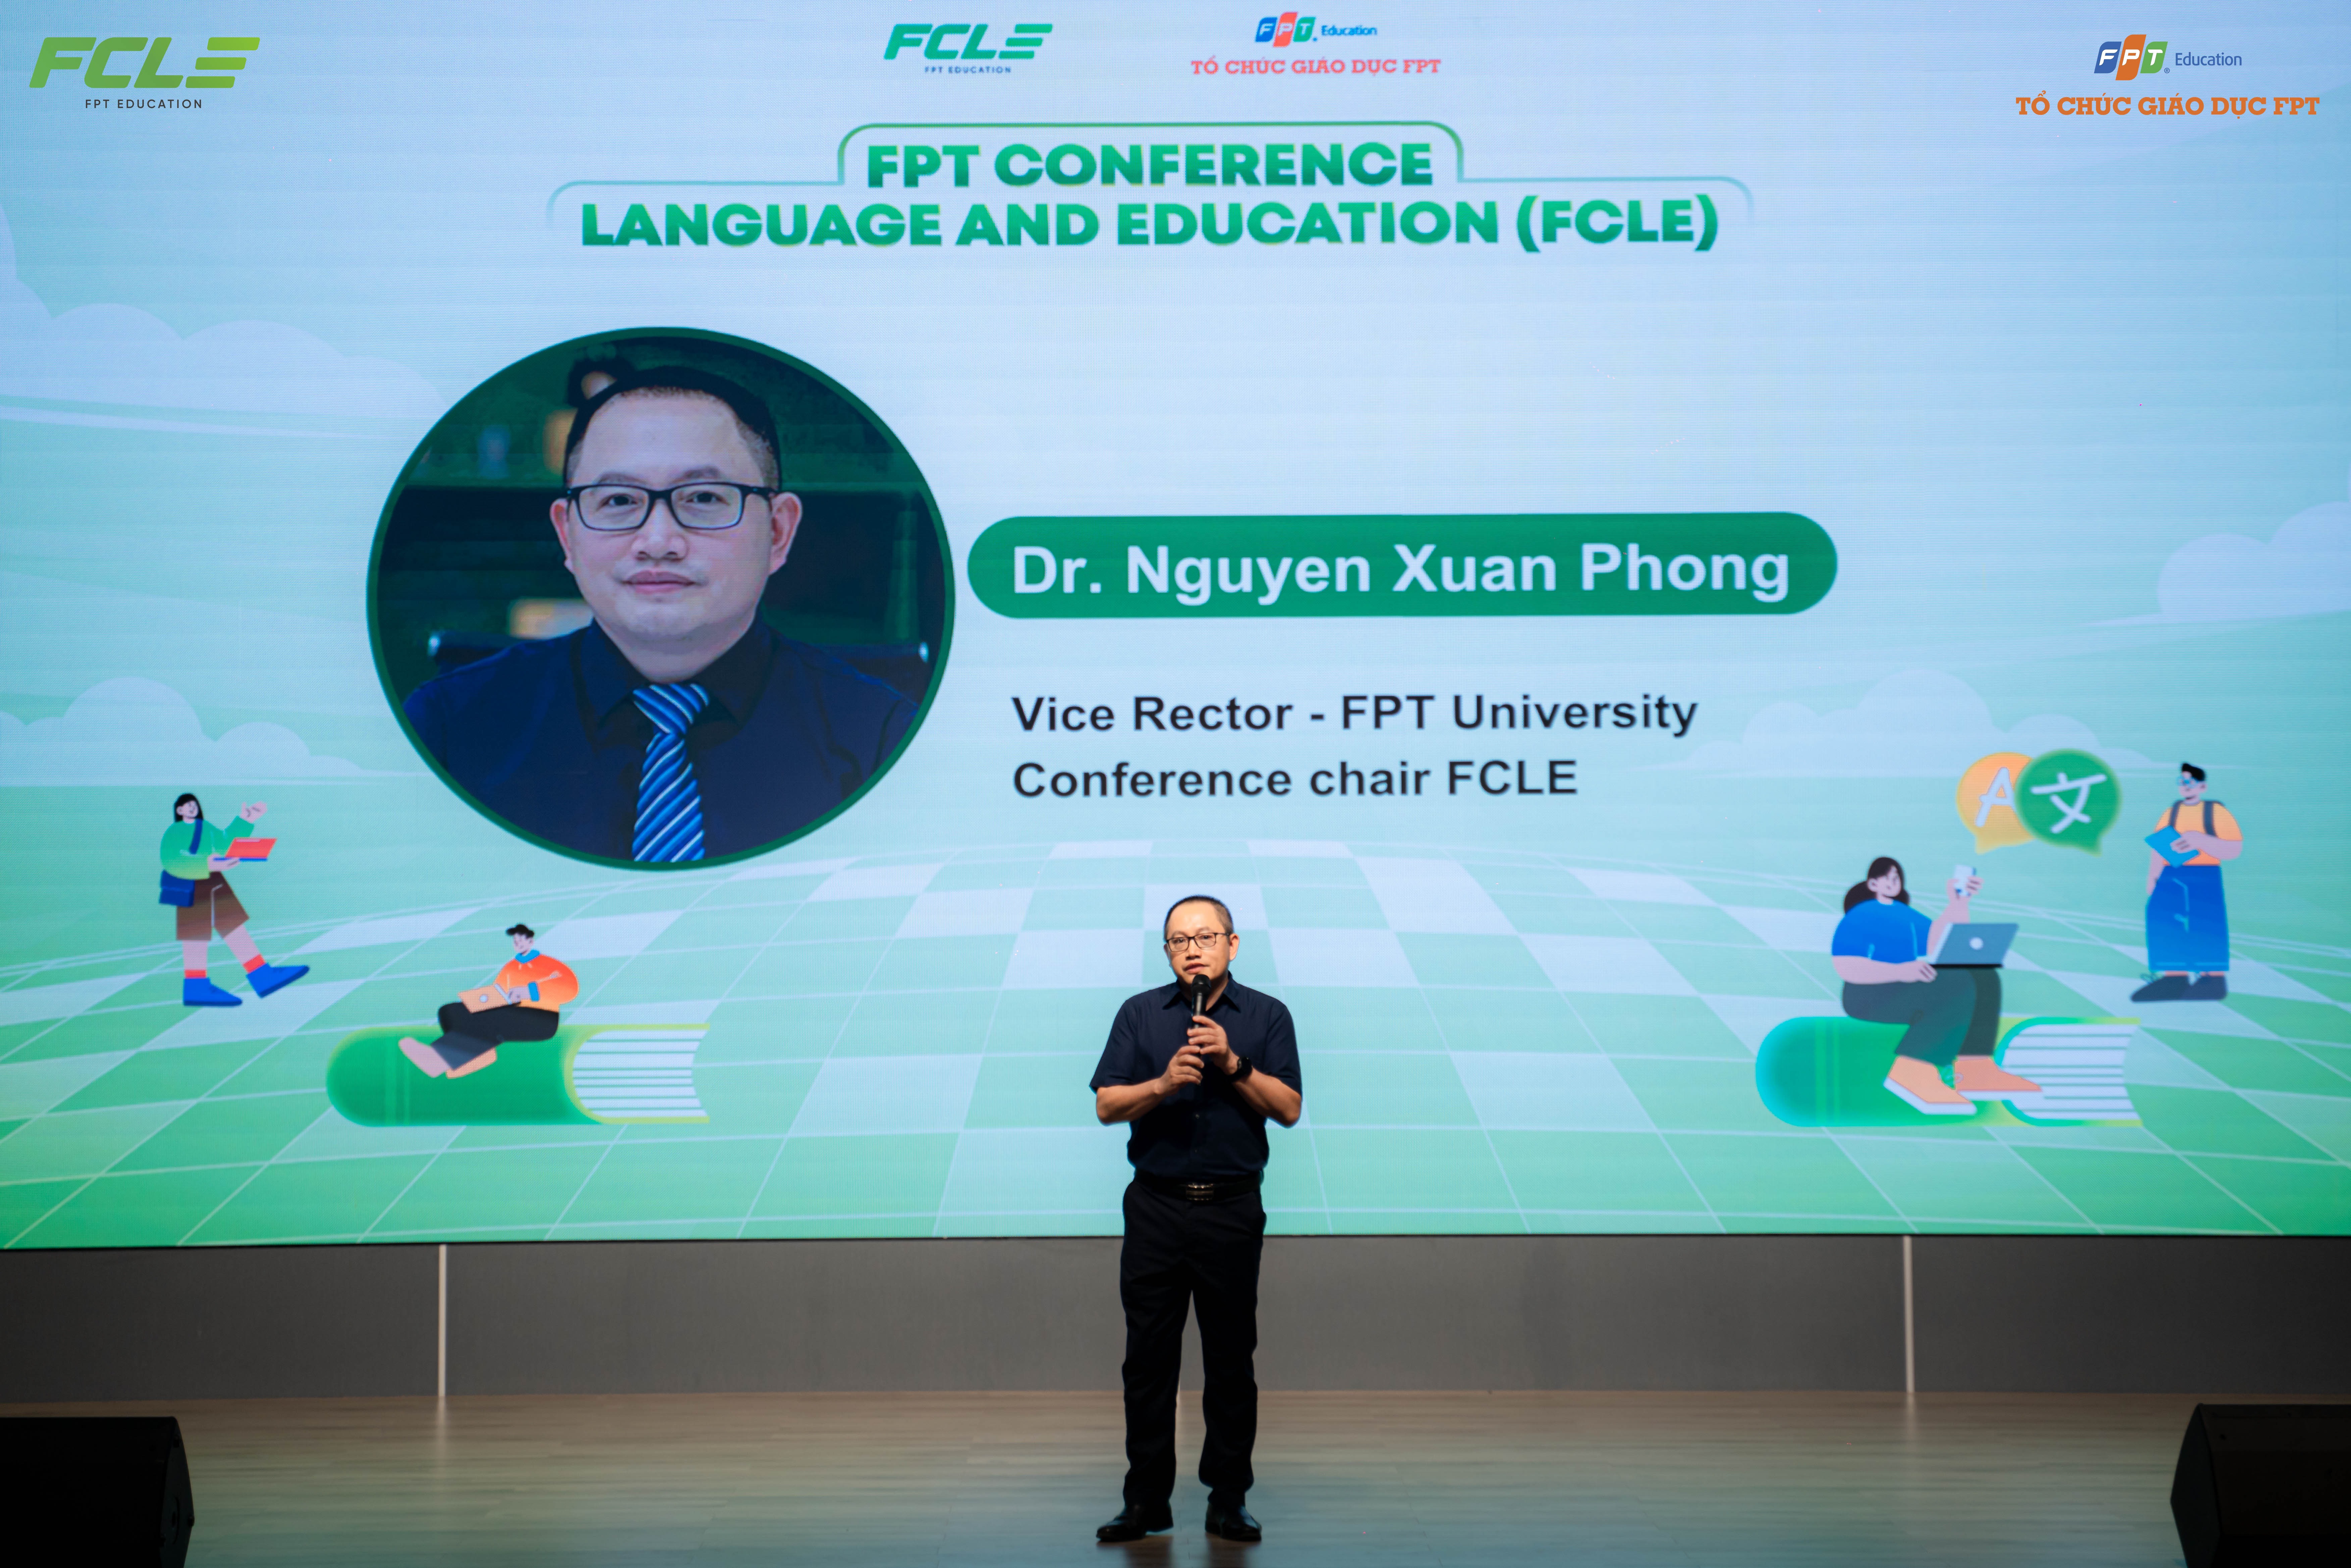 FCLE
FPT EDUCATION
FCLE
FPT EDUCATION
FPT Education
TỔ CHỨC GIÁO DỤC FPT
FPT® Education
TỔ CHỨC GIÁO DỤC FPT
FPT CONFERENCE
LANGUAGE AND EDUCATION (FCLE)
Dr. Nguyen Xuan Phong
Vice Rector - FPT University
Conference chair FCLE
A 文